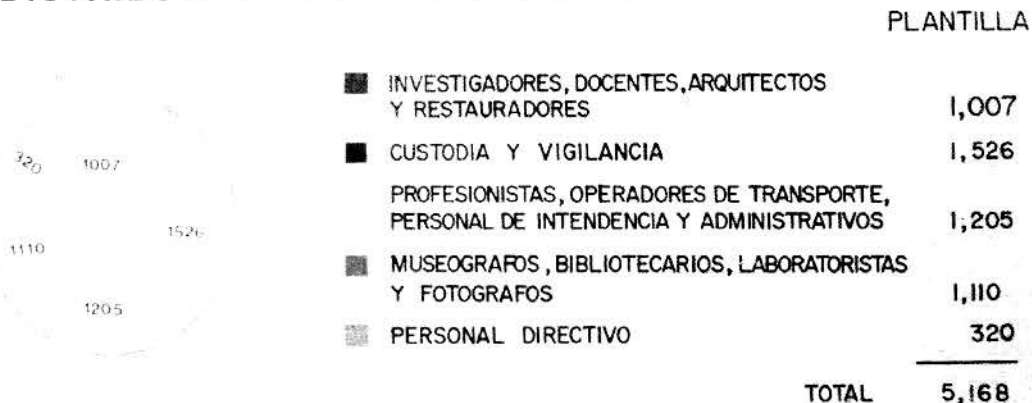 PLANTILLA
INVESTIGADORES, DOCENTES, ARQUITECTOS
Y RESTAURADORES 1,007
CUSTODIA Y VIGILANCIA 1,526
PROFESIONISTAS, OPERADORES DE TRANSPORTE,
PERSONAL DE INTENDENCIA Y ADMINISTRATIVOS 1,205
MUSEOGRAFOS, BIBLIOTECARIOS, LABORATORISTAS
Y FOTOGRAFOS 1,110
PERSONAL DIRECTIVO 320
TOTAL 5,168
320
1007
1526
1110
1205